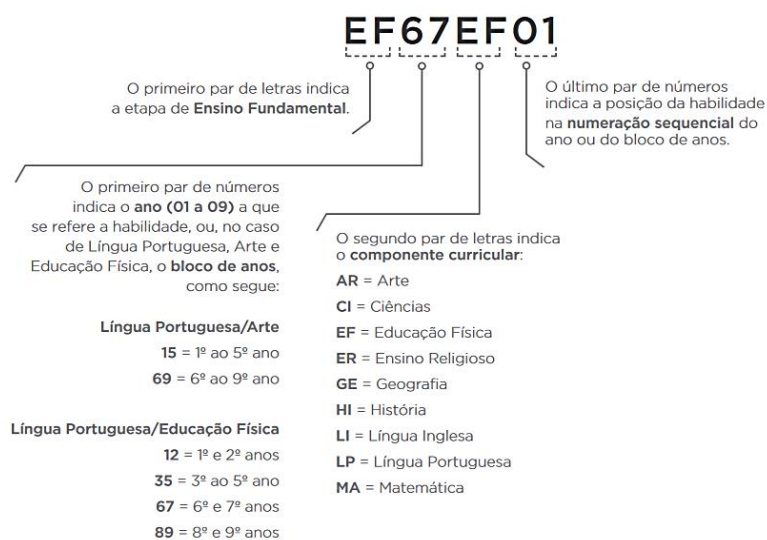 EF67EF01
O primeiro par de letras indica
a etapa de Ensino Fundamental.
O último par de números
indica a posição da habilidade
na numeração sequencial do
ano ou do bloco de anos.
O primeiro par de números
indica o ano (01 a 09) a que
se refere a habilidade, ou, no caso
de Língua Portuguesa, Arte e
Educação Física, o bloco de anos,
como segue:
Língua Portuguesa/Arte
15 = 1º ao 5º ano
69 = 6º ao 9º ano
Língua Portuguesa/Educação Física
12 = 1º e 2º anos
35 = 3º ao 5º ano
67 = 6º e 7º anos
89 = 8º e 9º anos
O segundo par de letras indica
o componente curricular:
AR = Arte
CI = Ciências
EF = Educação Física
ER = Ensino Religioso
GE = Geografia
HI = História
LI = Língua Inglesa
LP = Língua Portuguesa
MA = Matemática